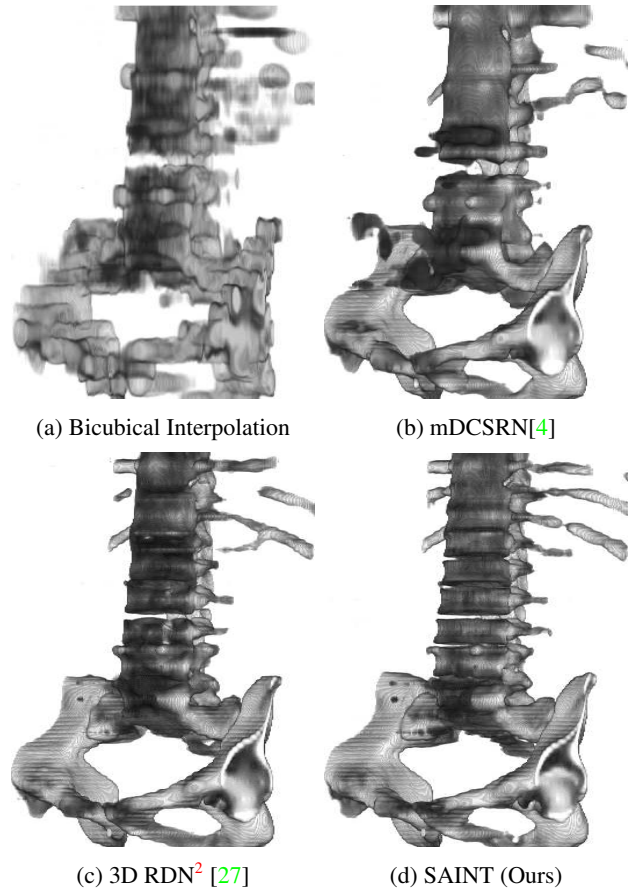 (a) Bicubical Interpolation
(b) mDCSRN[4]
(c) 3D RDN² [27]
(d) SAINT (Ours)